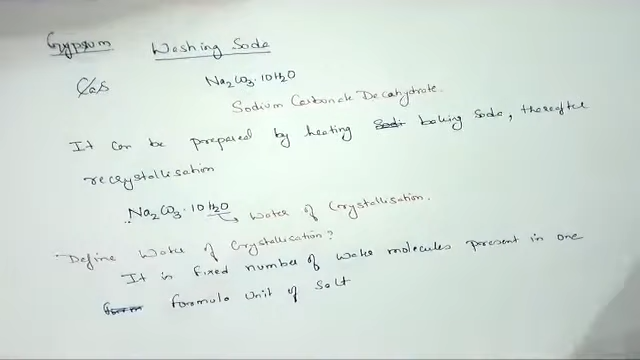 Gypsum Washing Soda
CaS Na2CO3·10H2O
Sodium Carbonate Decahydrate.
It can be prepared by heating baking Soda, thereafter
recrystallisation
Na2CO3·10H2O → Water of Crystallisation.
Define Water of Crystallisation?
It is fixed number of water molecules present in one
formula unit of Salt